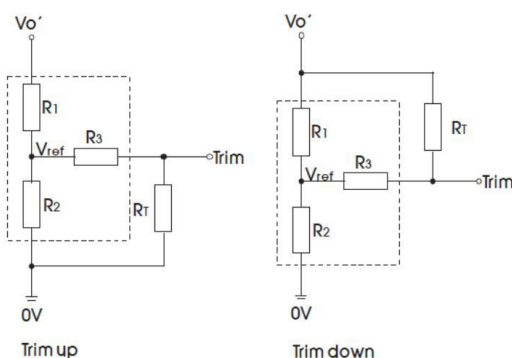 Vo´
R1
R3
Vref
Trim
R2
RT
0V
Trim up
Vo´
R1
RT
R3
Vref
Trim
R2
0V
Trim down